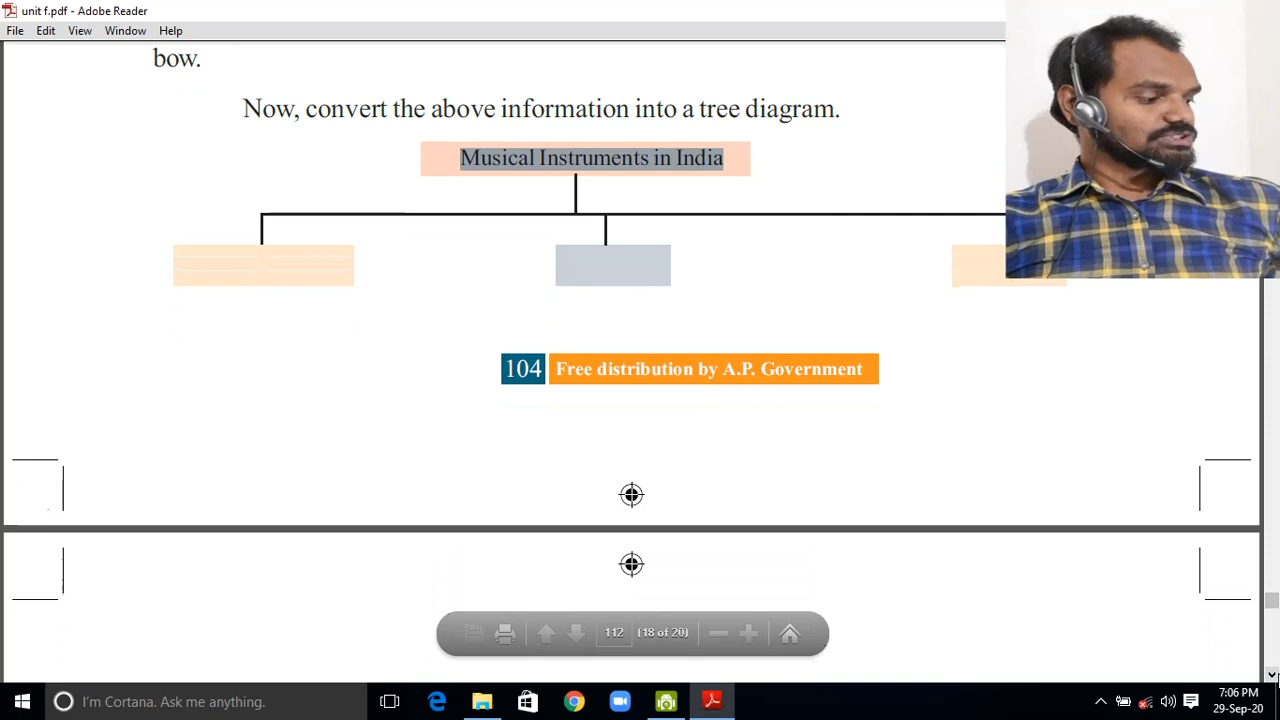 unit f.pdf - Adobe Reader
File Edit View Window Help
bow.
Now, convert the above information into a tree diagram.
Musical Instruments in India
104 Free distribution by A.P. Government
112 (18 of 20)
I'm Cortana. Ask me anything.
7:06 PM
29-Sep-20